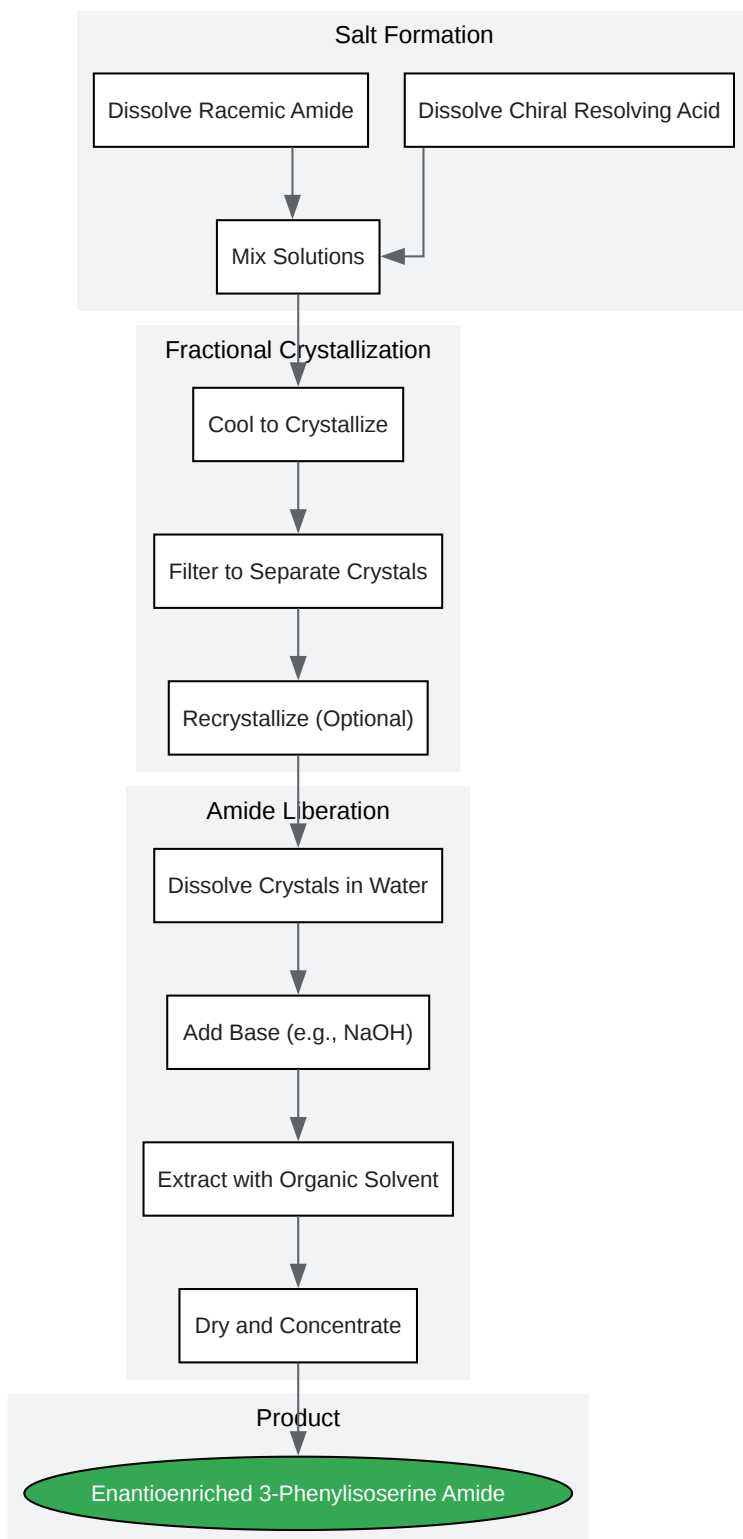 Salt Formation
Dissolve Racemic Amide
Dissolve Chiral Resolving Acid
Mix Solutions
Fractional Crystallization
Cool to Crystallize
Filter to Separate Crystals
Recrystallize (Optional)
Amide Liberation
Dissolve Crystals in Water
Add Base (e.g., NaOH)
Extract with Organic Solvent
Dry and Concentrate
Product
Enantioenriched 3-Phenylisoserine Amide